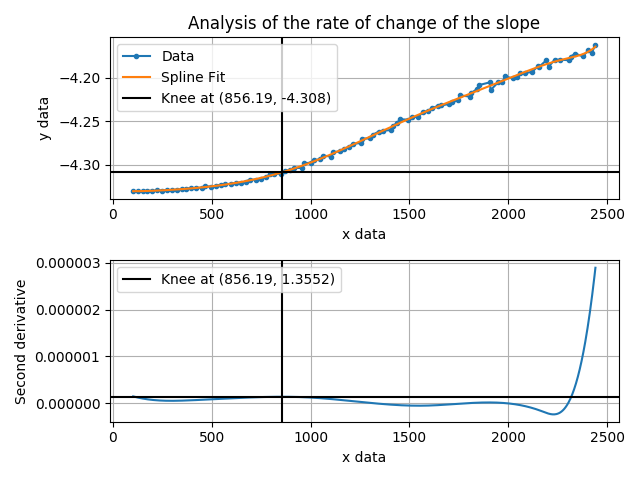 Analysis of the rate of change of the slope
Data
Spline Fit
Knee at (856.19, -4.308)
y data
−4.20
−4.25
−4.30
0
500
1000
1500
2000
2500
x data
0.000003
0.000002
0.000001
0.000000
Second derivative
Knee at (856.19, 1.3552)
0
500
1000
1500
2000
2500
x data